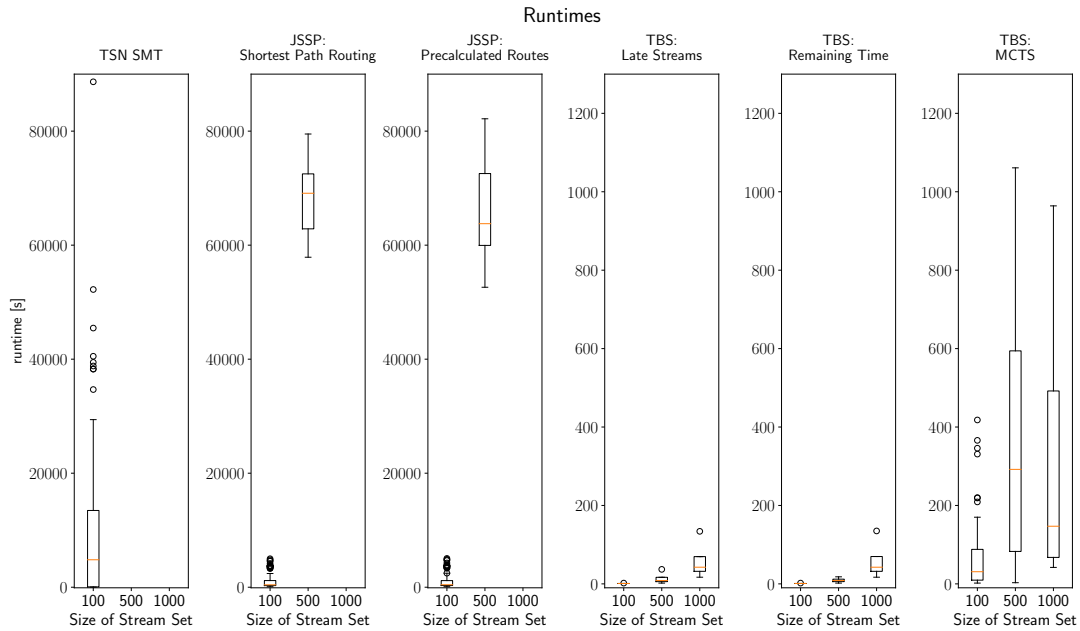 Runtimes
TSN SMT
JSSP:
Shortest Path Routing
JSSP:
Precalculated Routes
TBS:
Late Streams
TBS:
Remaining Time
TBS:
MCTS
runtime [s]
80000
60000
40000
20000
0
100 500 1000
Size of Stream Set
80000
60000
40000
20000
0
100 500 1000
Size of Stream Set
80000
60000
40000
20000
0
100 500 1000
Size of Stream Set
1200
1000
800
600
400
200
0
100 500 1000
Size of Stream Set
1200
1000
800
600
400
200
0
100 500 1000
Size of Stream Set
1200
1000
800
600
400
200
0
100 500 1000
Size of Stream Set